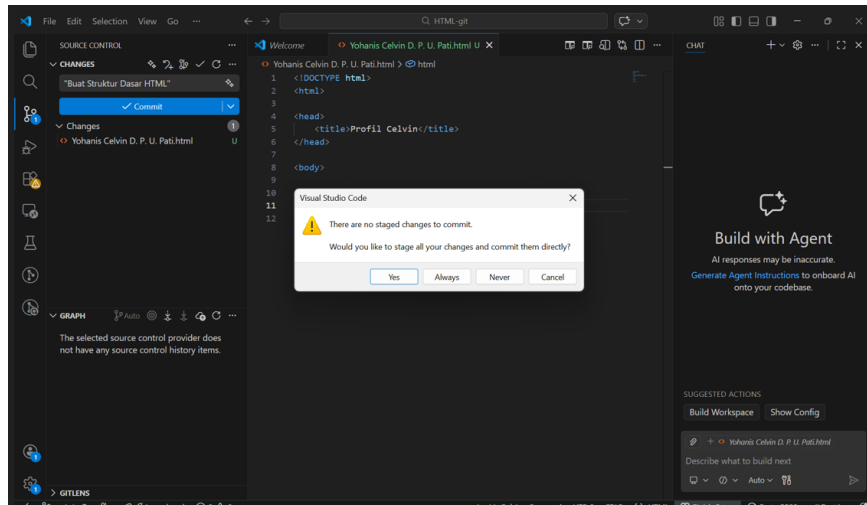 File Edit Selection View Go ···
HTML-git
SOURCE CONTROL
CHANGES
"Buat Struktur Dasar HTML"
Commit
Changes 1
Yohanis Celvin D. P. U. Pati.html U
GRAPH
Auto
The selected source control provider does
not have any source control history items.
GITLENS
Welcome
Yohanis Celvin D. P. U. Pati.html U
Yohanis Celvin D. P. U. Pati.html > html
1 <!DOCTYPE html>
2 <html>
3
4 <head>
5 <title>Profil Celvin</title>
6 </head>
7
8 <body>
9
10
11
12
Visual Studio Code
There are no staged changes to commit.
Would you like to stage all your changes and commit them directly?
Yes Always Never Cancel
CHAT
Build with Agent
AI responses may be inaccurate.
Generate Agent Instructions to onboard AI
onto your codebase.
SUGGESTED ACTIONS
Build Workspace Show Config
Yohanis Celvin D. P. U. Pati.html
Describe what to build next
Auto